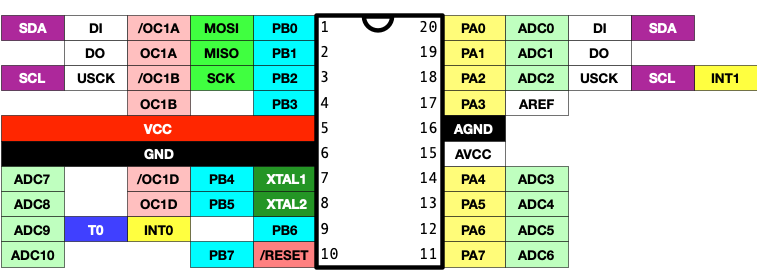 SDA DI /OC1A MOSI PB0 1 20 PA0 ADC0 DI SDA
DO OC1A MISO PB1 2 19 PA1 ADC1 DO
SCL USCK /OC1B SCK PB2 3 18 PA2 ADC2 USCK SCL INT1
OC1B PB3 4 17 PA3 AREF
VCC 5 16 AGND
GND 6 15 AVCC
ADC7 /OC1D PB4 XTAL1 7 14 PA4 ADC3
ADC8 OC1D PB5 XTAL2 8 13 PA5 ADC4
ADC9 T0 INT0 PB6 9 12 PA6 ADC5
ADC10 PB7 /RESET 10 11 PA7 ADC6